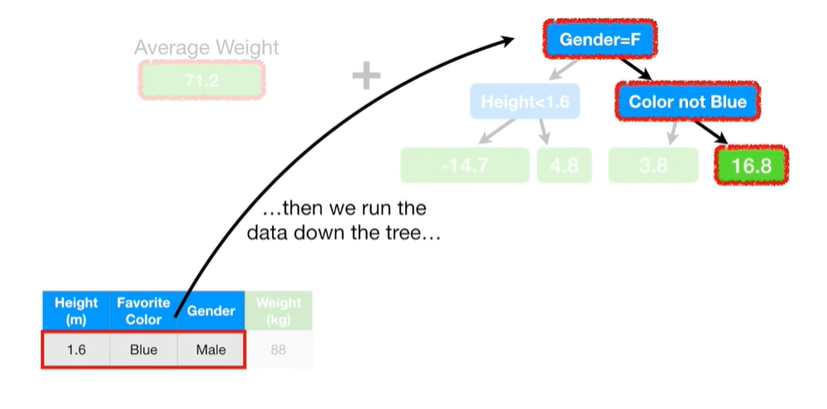 Average Weight
71.2
+
Gender=F
Height<1.6
Color not Blue
-14.7
4.8
3.8
16.8
…then we run the
data down the tree…
Height
(m)
Favorite
Color
Gender
Weight
(kg)
1.6
Blue
Male
88